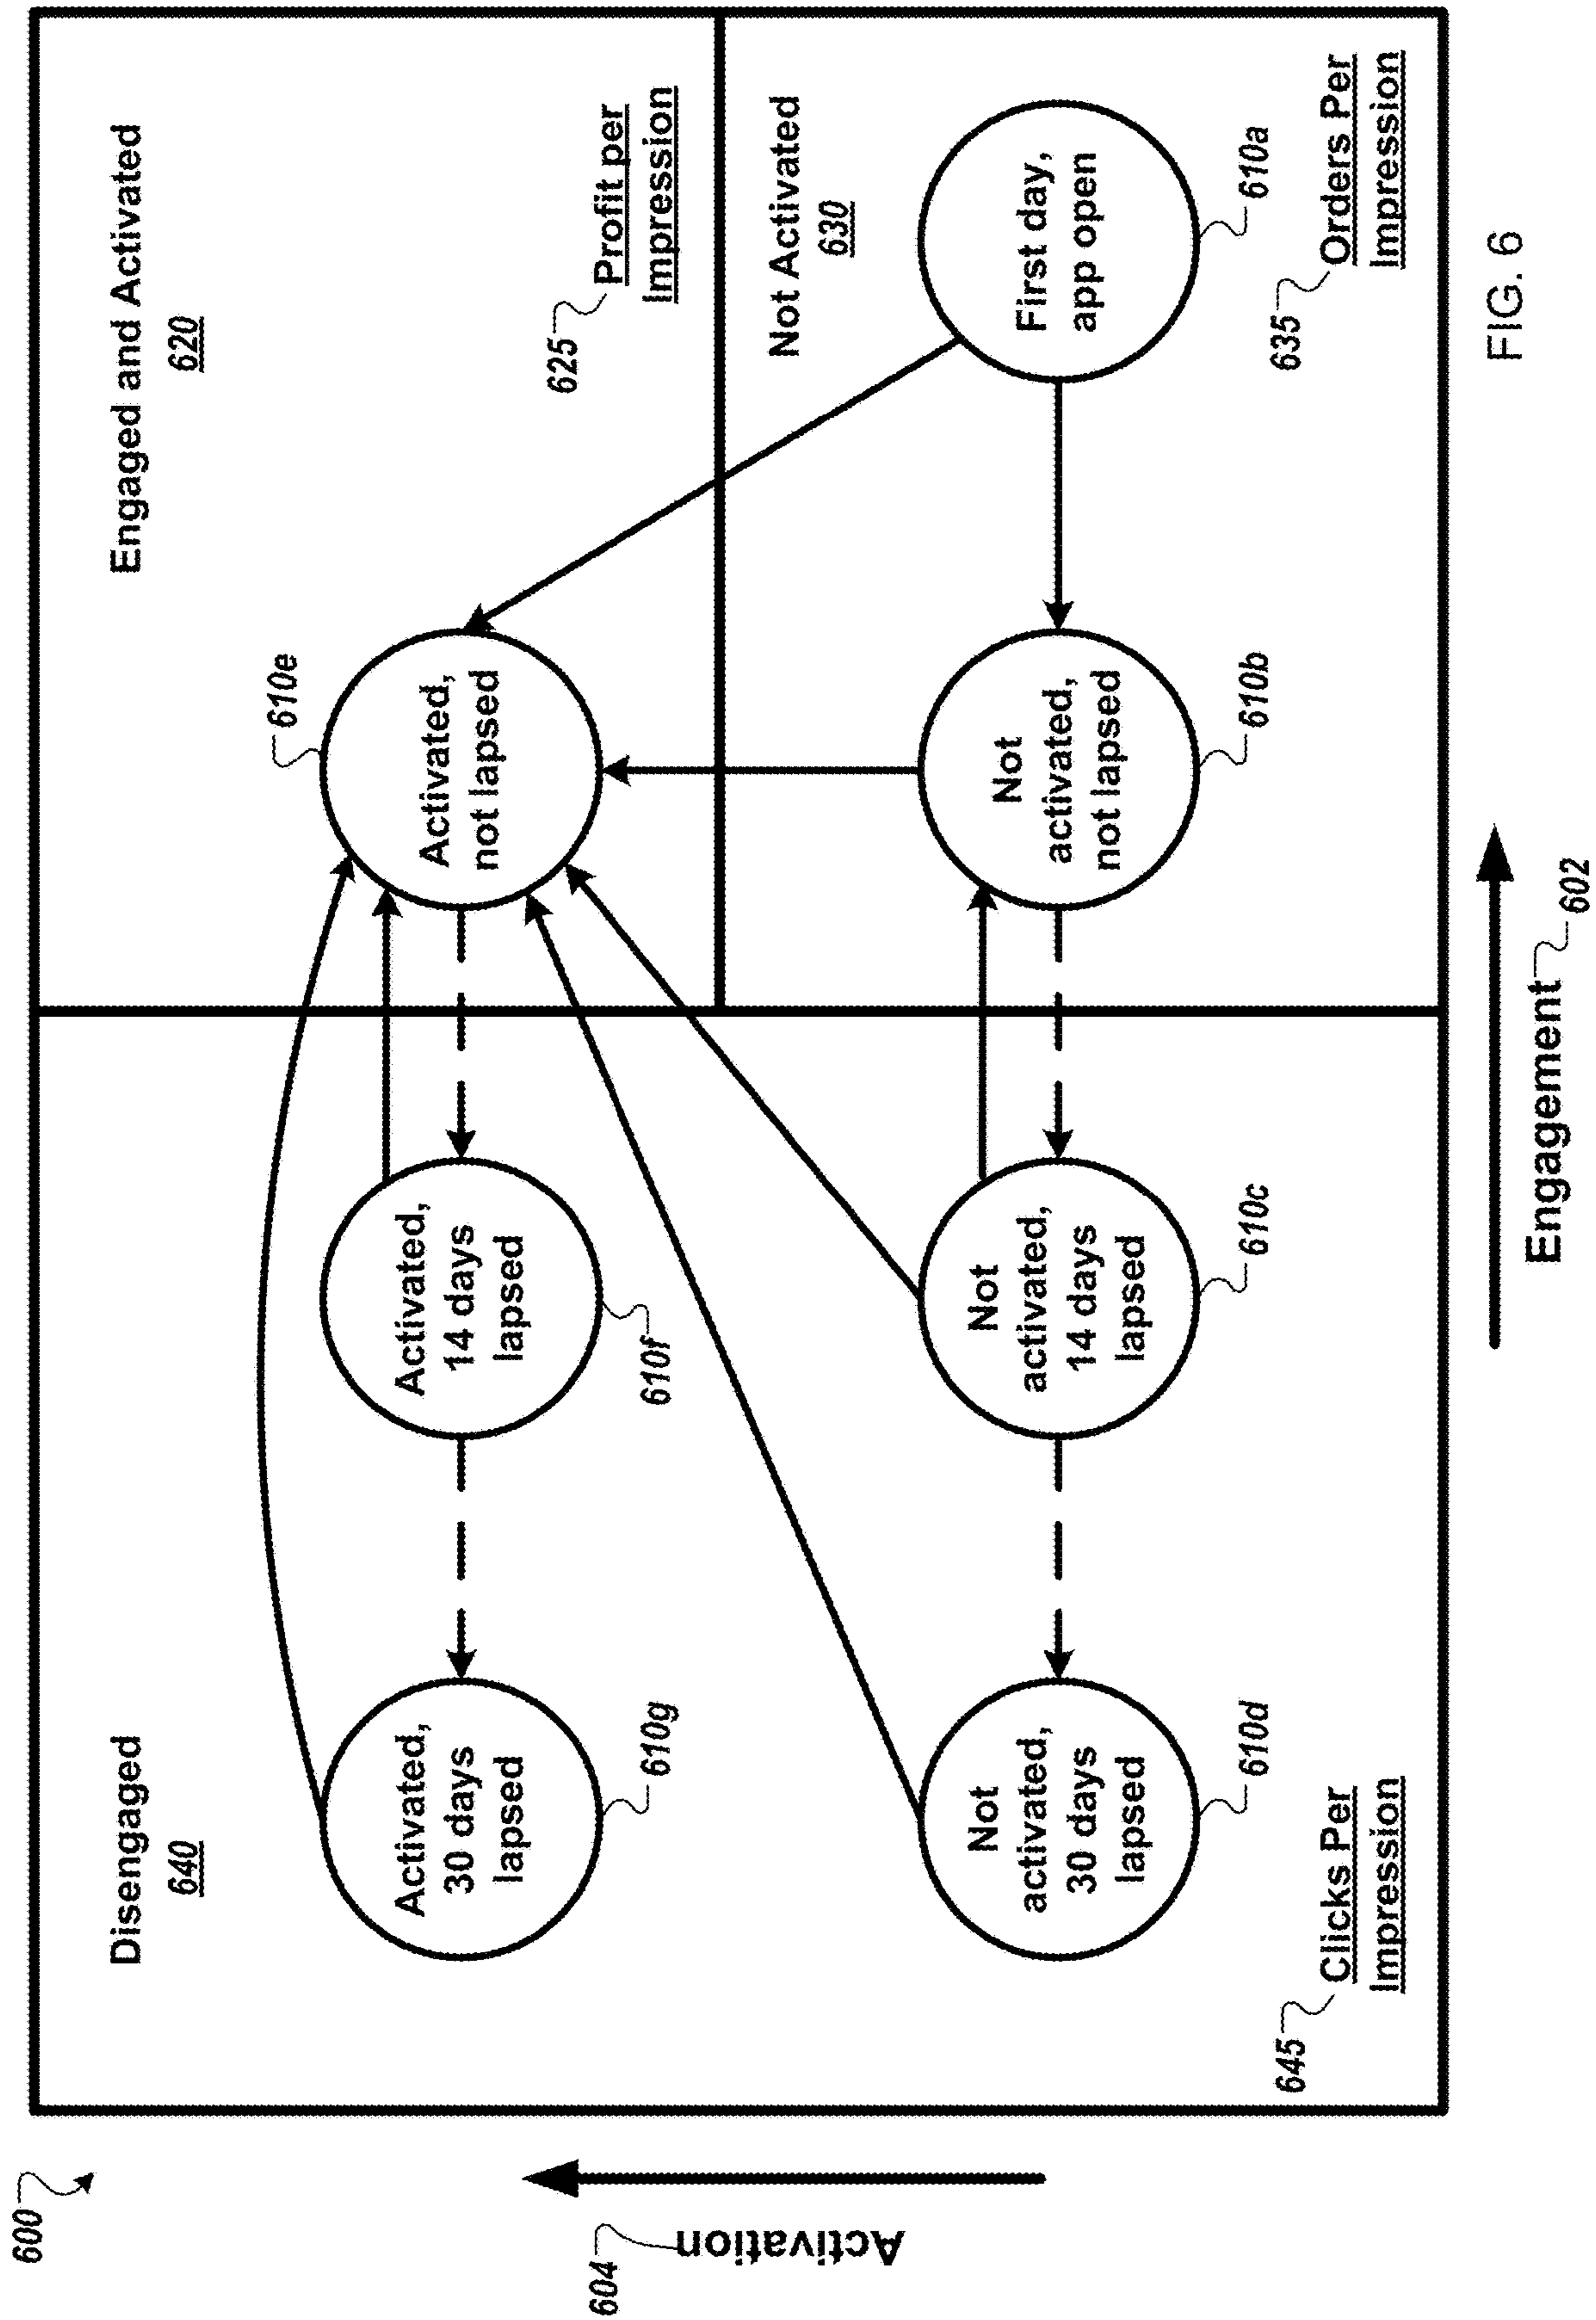 600
Disengaged
640
Engaged and Activated
620
610e
Activated,
30 days
lapsed
610g
Activated,
14 days
lapsed
610f
Activated,
not lapsed
625
Profit per
Impression
604
Activation
Not Activated
630
Not
activated,
30 days
lapsed
610d
Not
activated,
14 days
lapsed
610c
Not
activated,
not lapsed
610b
First day,
app open
610a
645
Clicks Per
Impression
635
Orders Per
Impression
Engagement
602
FIG. 6